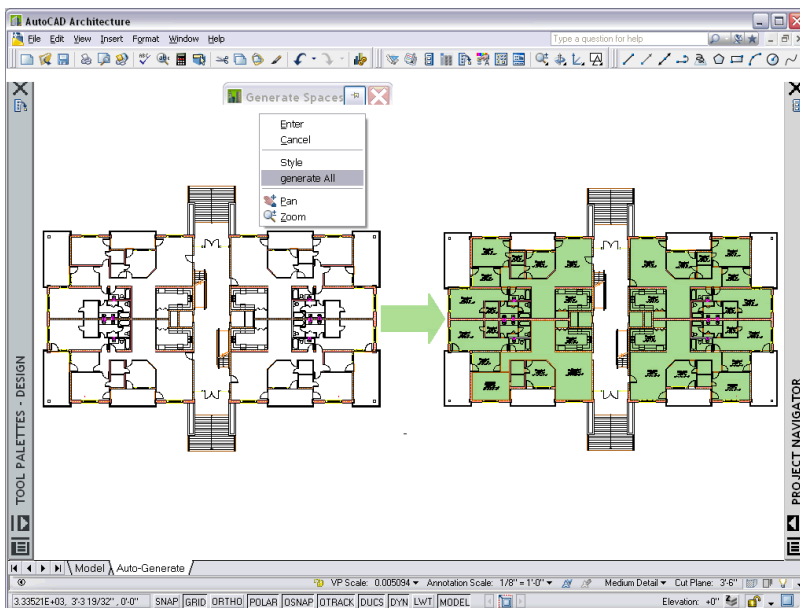 AutoCAD Architecture
File Edit View Insert Format Window Help
Type a question for help
Generate Spaces
Enter
Cancel
Style
generate All
Pan
Zoom
TOOL PALETTES - DESIGN
PROJECT NAVIGATOR
Model Auto-Generate
VP Scale: 0.005094 Annotation Scale: 1/8" = 1'-0" Medium Detail Cut Plane: 3'-6"
3.33521E+03, 3'-3 19/32", 0'-0" SNAP GRID ORTHO POLAR OSNAP OTRACK DUCS DYN LWT MODEL Elevation: +0"